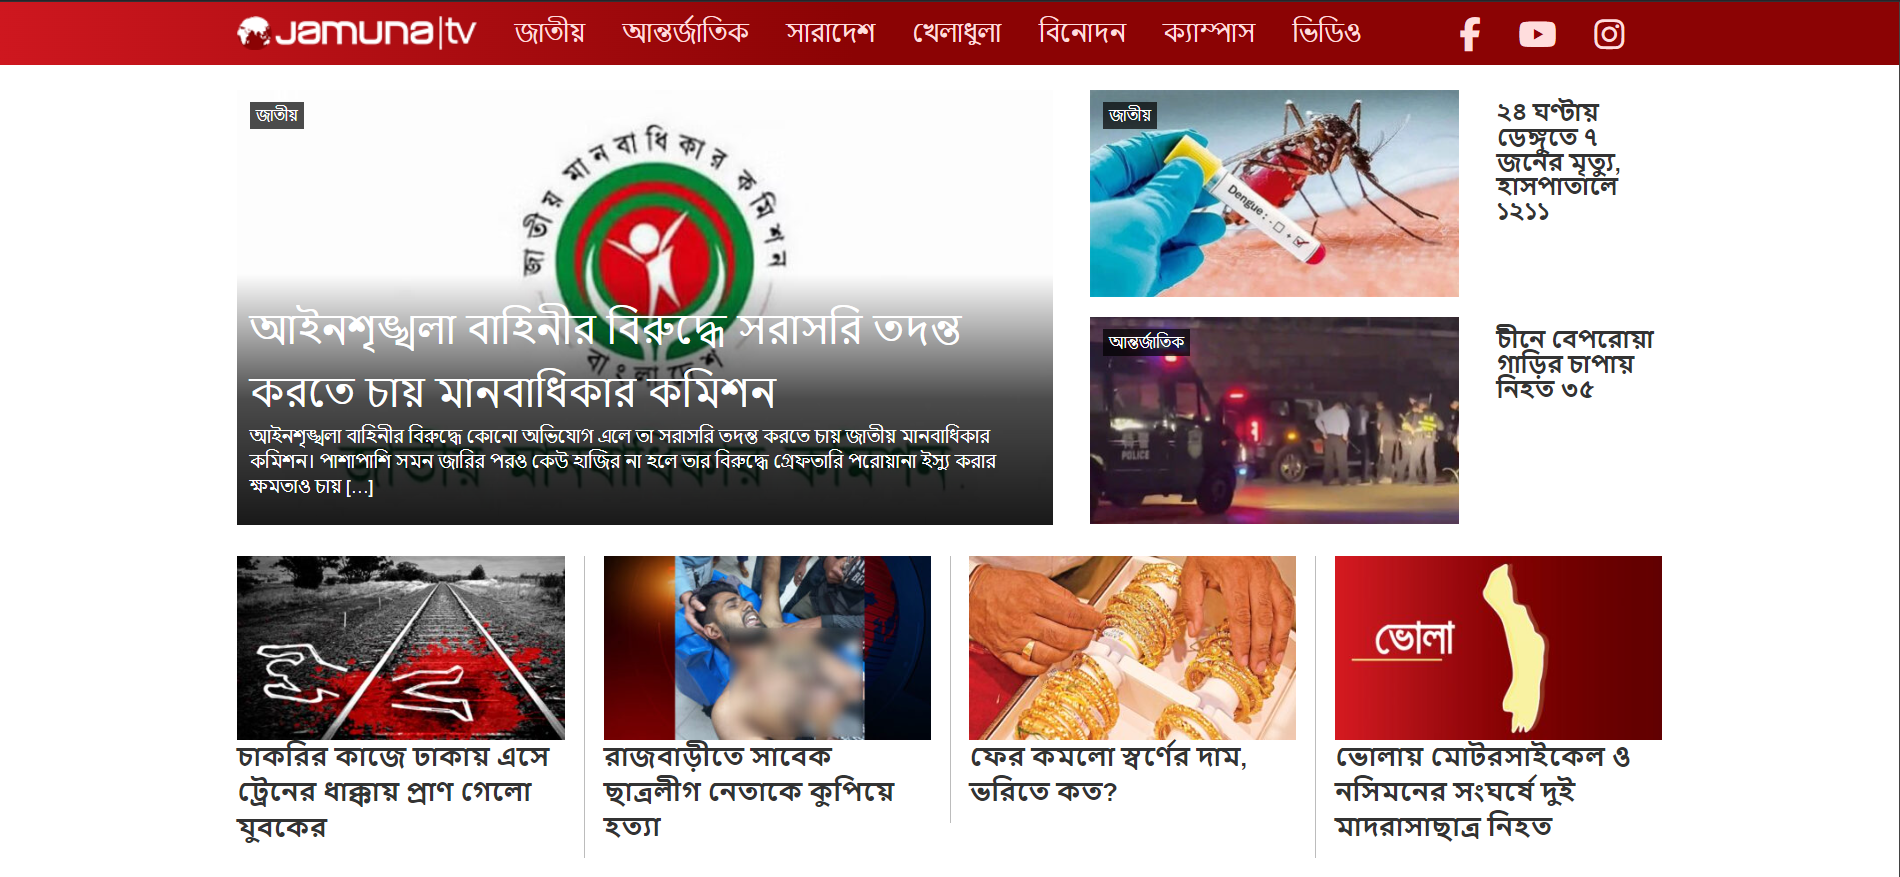 Jamuna|tv
জাতীয়
আন্তর্জাতিক
সারাদেশ
খেলাধুলা
বিনোদন
ক্যাম্পাস
ভিডিও
জাতীয়
জাতীয় মানবাধিকার কমিশন
বাংলাদেশ
আইনশৃঙ্খলা বাহিনীর বিরুদ্ধে সরাসরি তদন্ত
করতে চায় মানবাধিকার কমিশন
আইনশৃঙ্খলা বাহিনীর বিরুদ্ধে কোনো অভিযোগ এলে তা সরাসরি তদন্ত করতে চায় জাতীয় মানবাধিকার
কমিশন। পাশাপাশি সমন জারির পরও কেউ হাজির না হলে তার বিরুদ্ধে গ্রেফতারি পরোয়ানা ইস্যু করার
ক্ষমতাও চায় [...]
জাতীয় মানবাধিকার কমিশন
জাতীয়
Dengue: - +
২৪ ঘণ্টায়
ডেঙ্গুতে ৭
জনের মৃত্যু,
হাসপাতালে
১২১১
আন্তর্জাতিক
POLICE
চীনে বেপরোয়া
গাড়ির চাপায়
নিহত ৩৫
চাকরির কাজে ঢাকায় এসে
ট্রেনের ধাক্কায় প্রাণ গেলো
যুবকের
রাজবাড়ীতে সাবেক
ছাত্রলীগ নেতাকে কুপিয়ে
হত্যা
ফের কমলো স্বর্ণের দাম,
ভরিতে কত?
ভোলা
ভোলায় মোটরসাইকেল ও
নসিমনের সংঘর্ষে দুই
মাদরাসাছাত্র নিহত